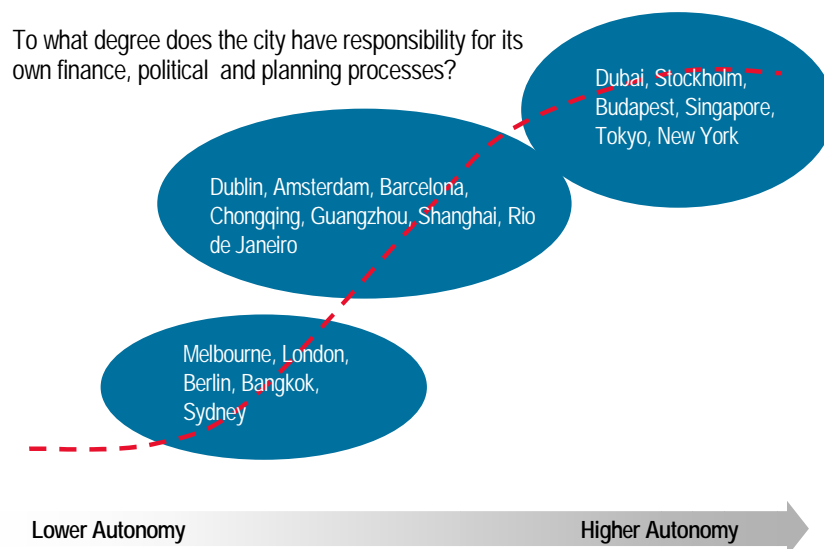 To what degree does the city have responsibility for its
own finance, political and planning processes?
Dubai, Stockholm,
Budapest, Singapore,
Tokyo, New York
Dublin, Amsterdam, Barcelona,
Chongqing, Guangzhou, Shanghai, Rio
de Janeiro
Melbourne, London,
Berlin, Bangkok,
Sydney
Lower Autonomy
Higher Autonomy